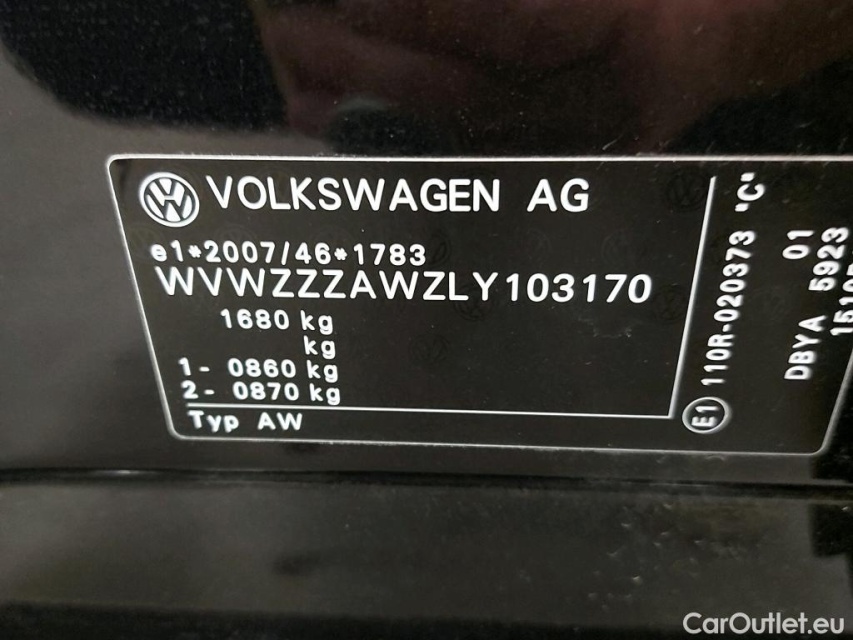 VOLKSWAGEN AG
e1*2007/46*1783
WVWZZZAWZLY103170
1680 kg
kg
1- 0860 kg
2- 0870 kg
Typ AW
E1 110R-020373 "C"
01
DBYA 5923
CarOutlet.eu